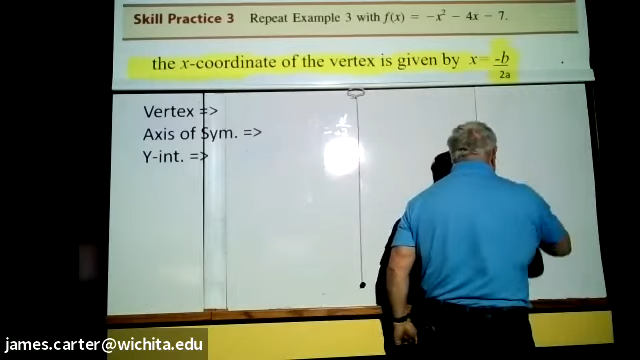 Skill Practice 3 Repeat Example 3 with f(x) = −x² − 4x − 7.
the x-coordinate of the vertex is given by x= -b/2a
Vertex =>
Axis of Sym. =>
Y-int. =>
james.carter@wichita.edu